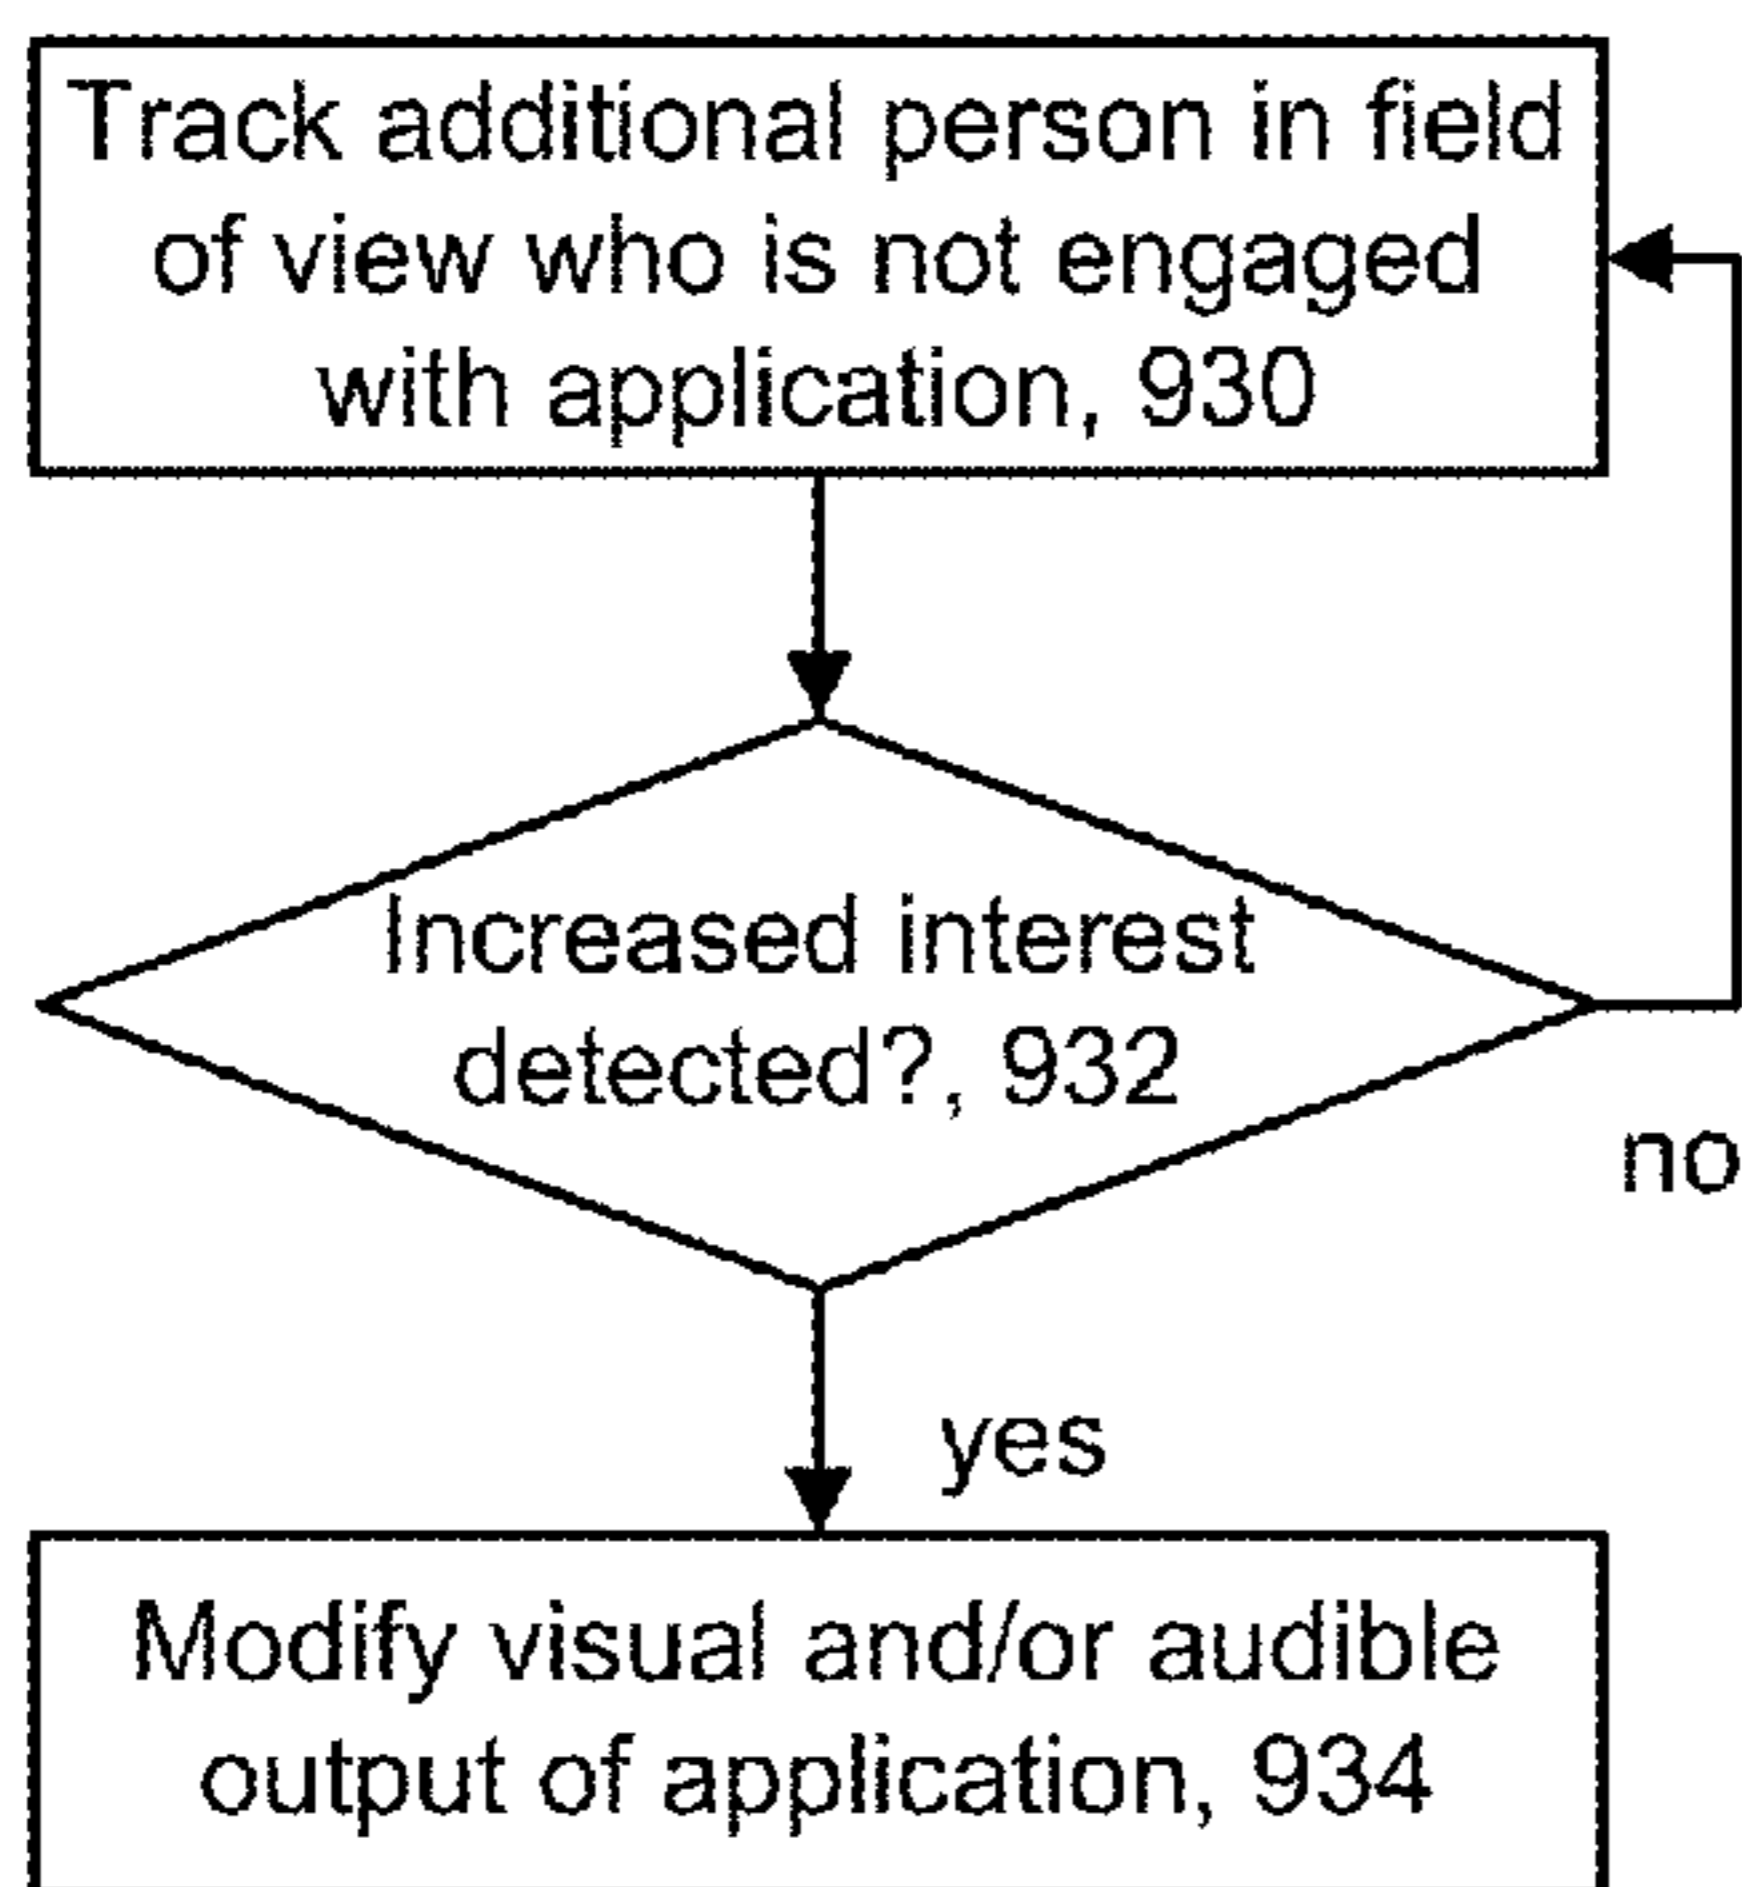 Track additional person in field
of view who is not engaged
with application, 930
Increased interest
detected?, 932
no
yes
Modify visual and/or audible
output of application, 934